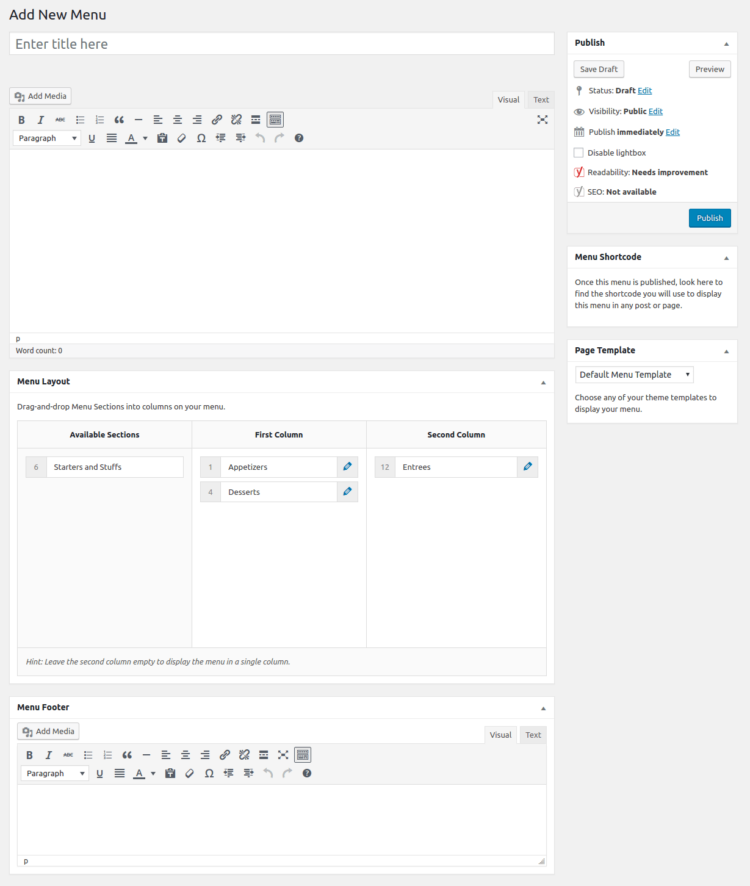 Add New Menu
Enter title here
Add Media
Visual Text
B I ABC
Paragraph U A Ω
p
Word count: 0
Menu Layout
Drag-and-drop Menu Sections into columns on your menu.
Available Sections First Column Second Column
6 Starters and Stuffs 1 Appetizers 12 Entrees
4 Desserts
Hint: Leave the second column empty to display the menu in a single column.
Menu Footer
Add Media
Visual Text
B I ABC
Paragraph U A Ω
p
Publish
Save Draft Preview
Status: Draft Edit
Visibility: Public Edit
Publish immediately Edit
Disable lightbox
Readability: Needs improvement
SEO: Not available
Publish
Menu Shortcode
Once this menu is published, look here to
find the shortcode you will use to display
this menu in any post or page.
Page Template
Default Menu Template
Choose any of your theme templates to
display your menu.